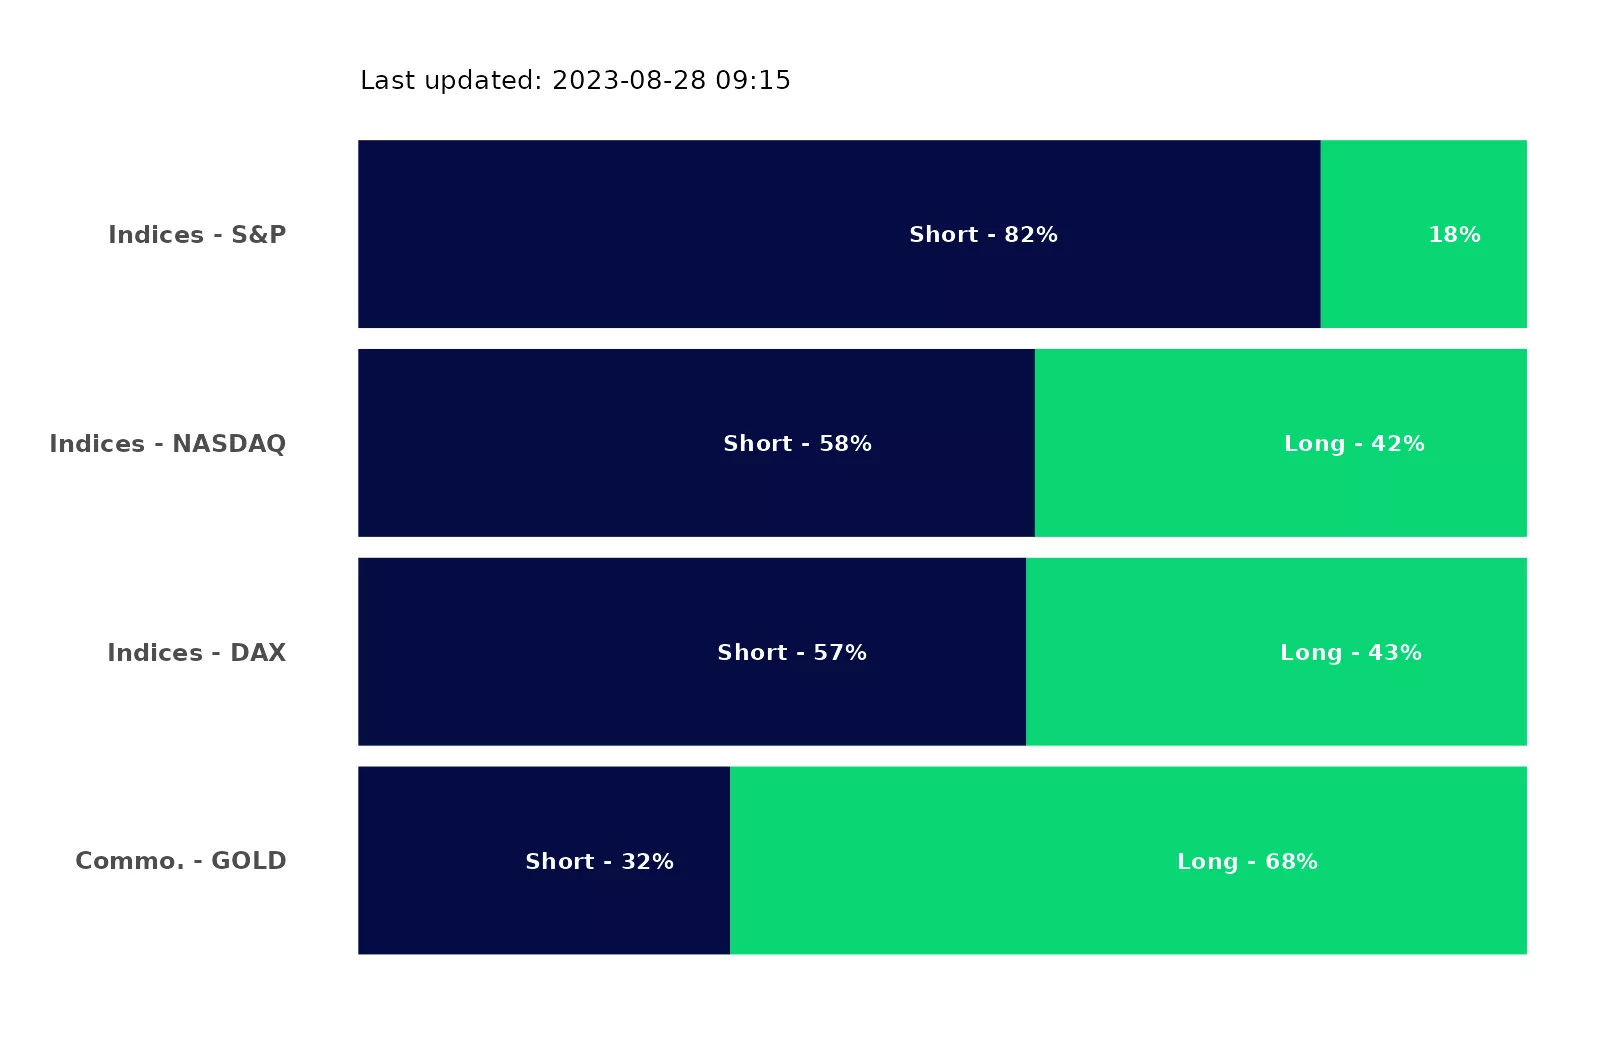 Last updated: 2023-08-28 09:15
Indices - S&P Short - 82% 18%
Indices - NASDAQ Short - 58% Long - 42%
Indices - DAX Short - 57% Long - 43%
Commo. - GOLD Short - 32% Long - 68%